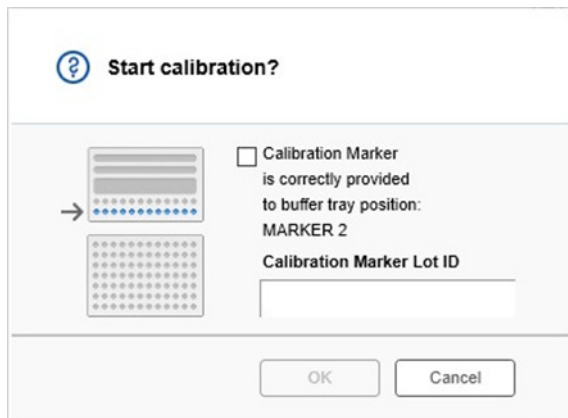 Start calibration?
Calibration Marker
is correctly provided
to buffer tray position:
MARKER 2
Calibration Marker Lot ID
OK
Cancel